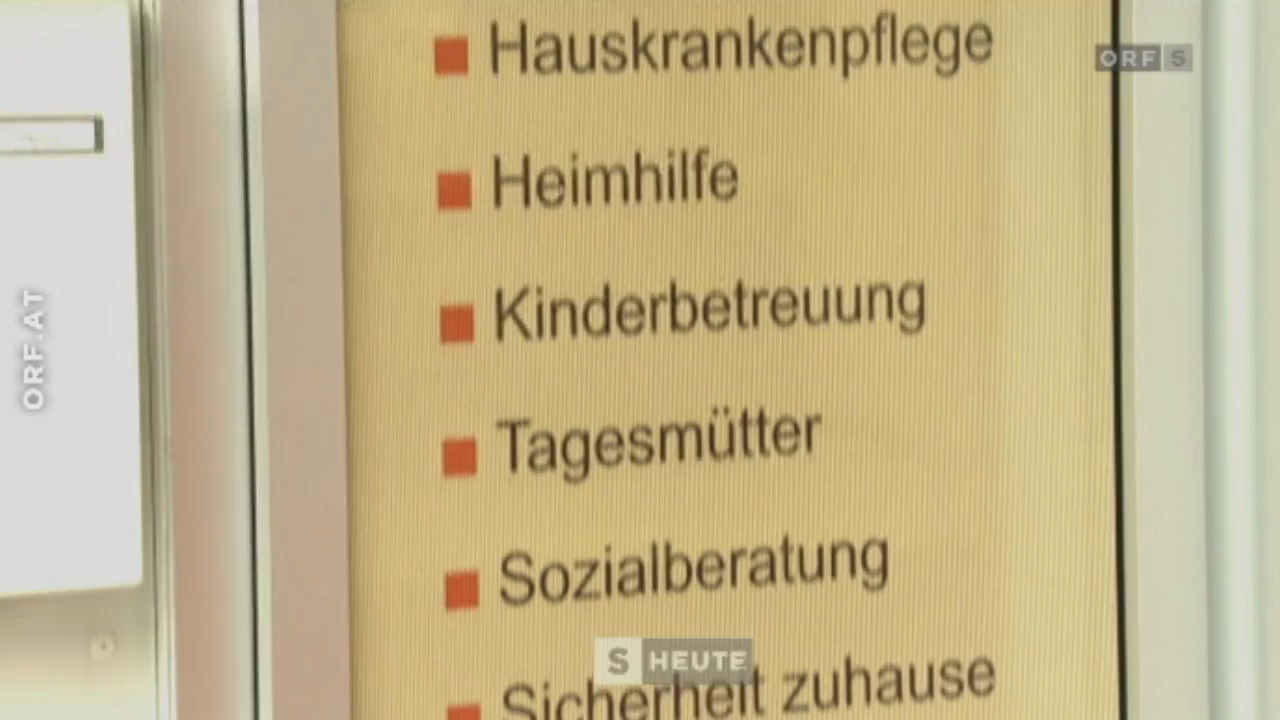 Hauskrankenpflege
ORF S
Heimhilfe
Kinderbetreuung
ORF.AT
Tagesmütter
Sozialberatung
S HEUTE
Sicherheit zuhause